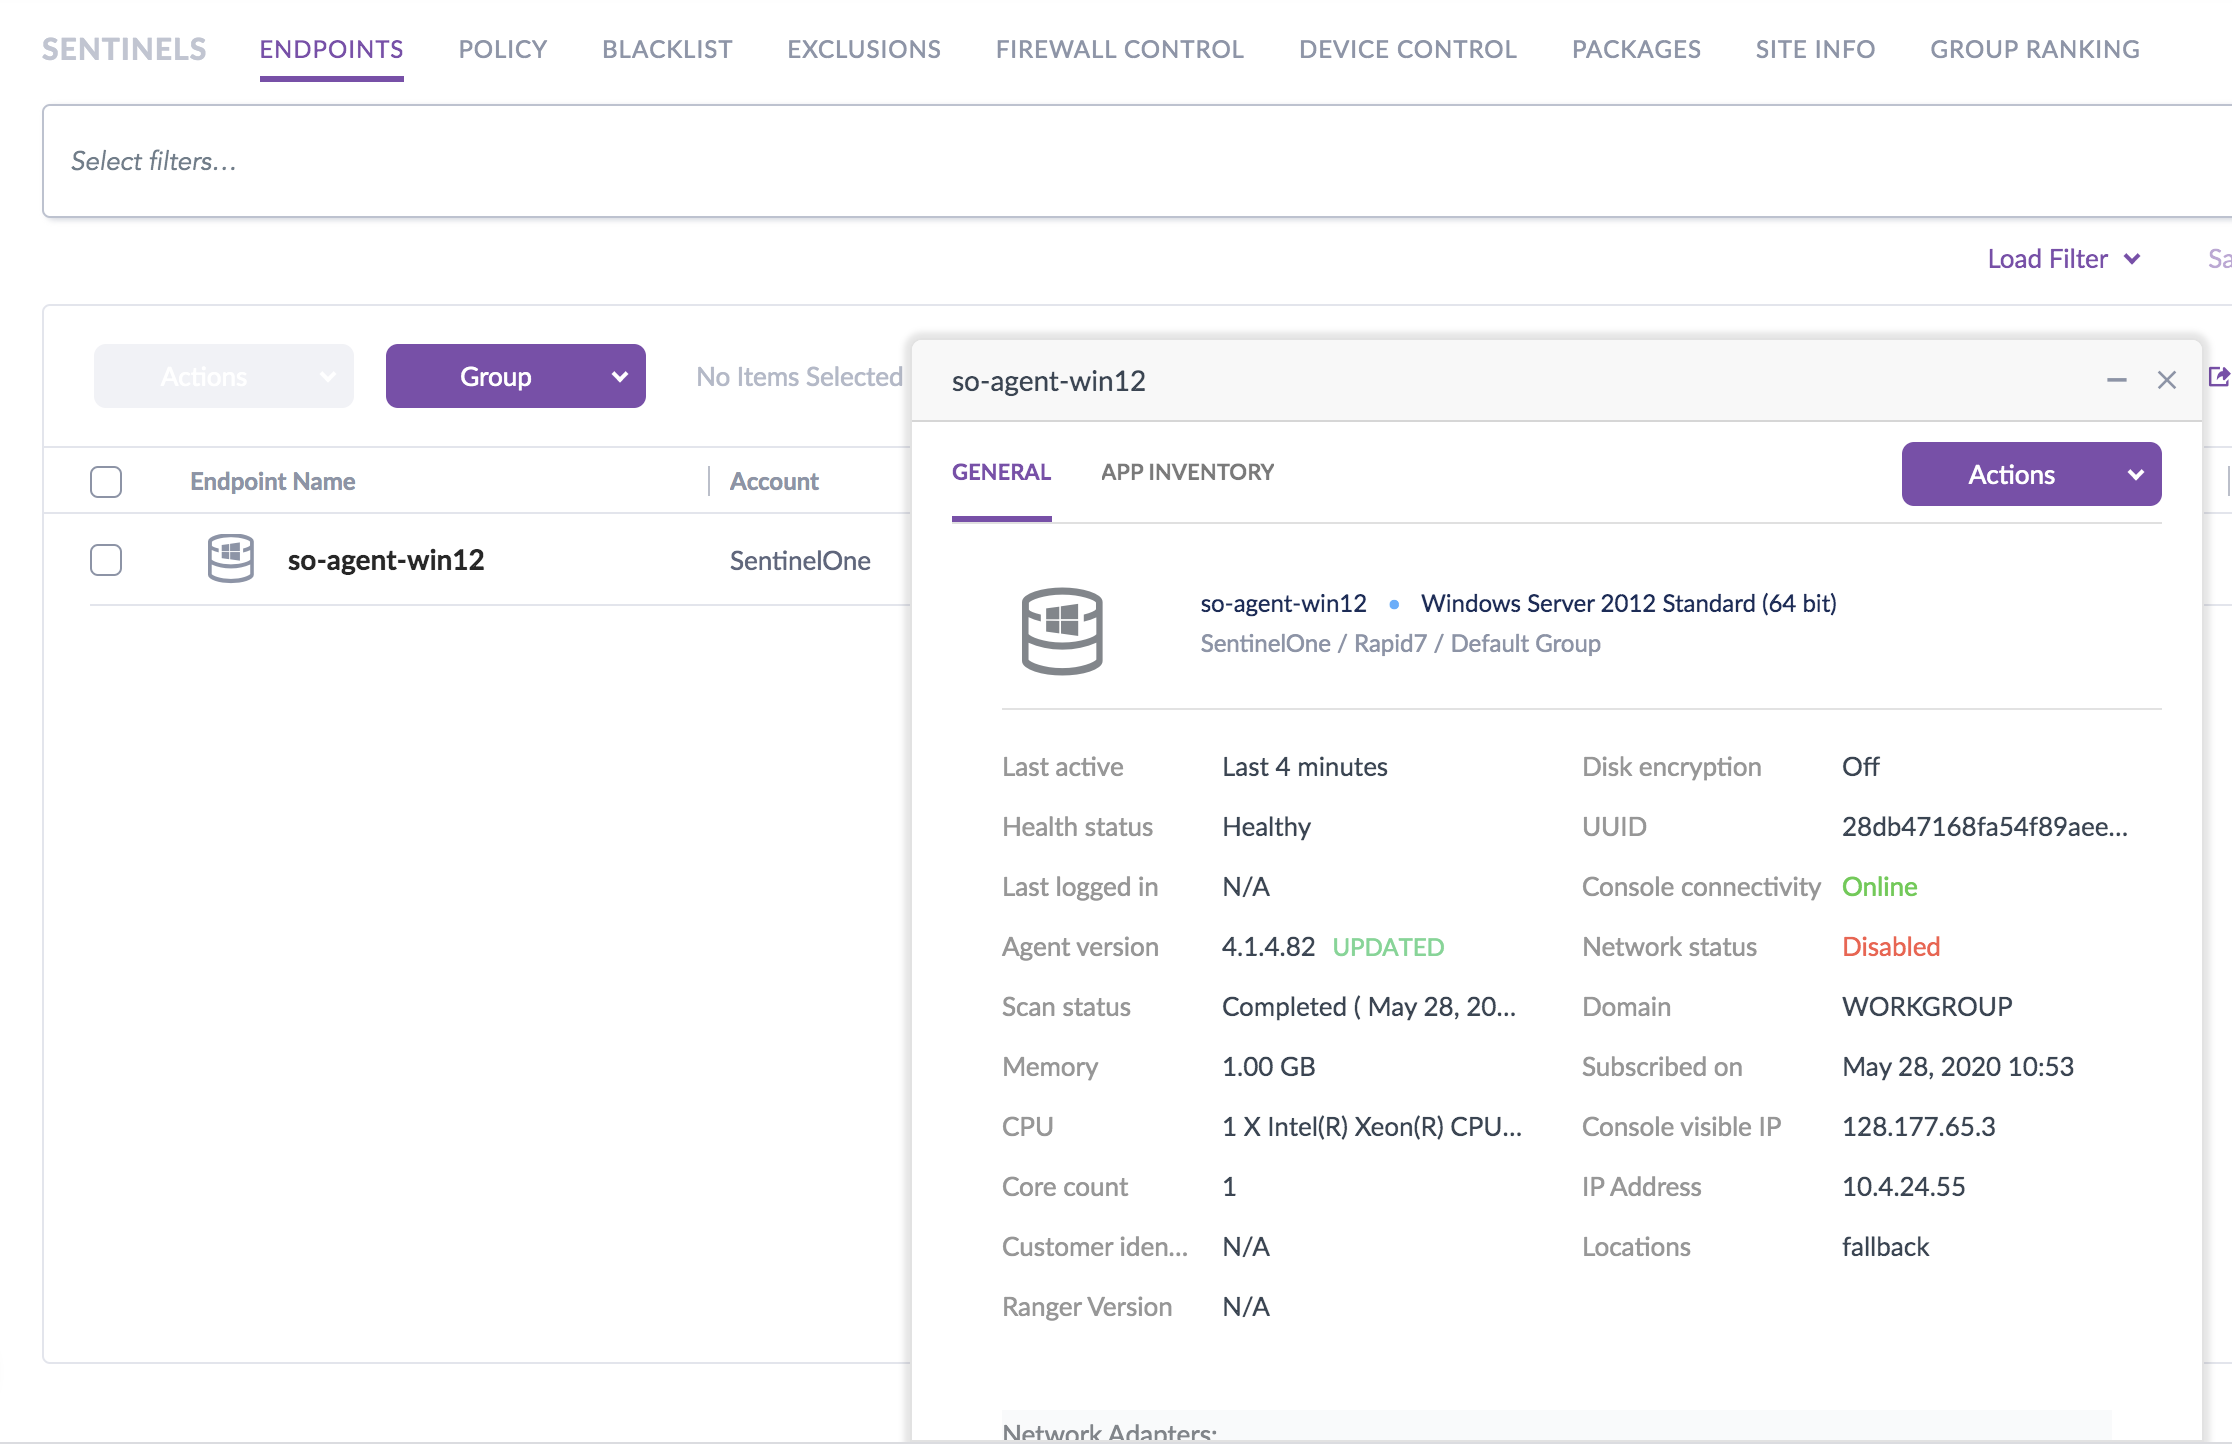 SENTINELS ENDPOINTS POLICY BLACKLIST EXCLUSIONS FIREWALL CONTROL DEVICE CONTROL PACKAGES SITE INFO GROUP RANKING
Select filters...
Load Filter
Actions Group No Items Selected
Endpoint Name Account
so-agent-win12 SentinelOne
so-agent-win12
GENERAL APP INVENTORY Actions
so-agent-win12 • Windows Server 2012 Standard (64 bit)
SentinelOne / Rapid7 / Default Group
Last active Last 4 minutes Disk encryption Off
Health status Healthy UUID 28db47168fa54f89aee...
Last logged in N/A Console connectivity Online
Agent version 4.1.4.82 UPDATED Network status Disabled
Scan status Completed ( May 28, 20... Domain WORKGROUP
Memory 1.00 GB Subscribed on May 28, 2020 10:53
CPU 1 X Intel(R) Xeon(R) CPU... Console visible IP 128.177.65.3
Core count 1 IP Address 10.4.24.55
Customer iden... N/A Locations fallback
Ranger Version N/A
Network Adapters: